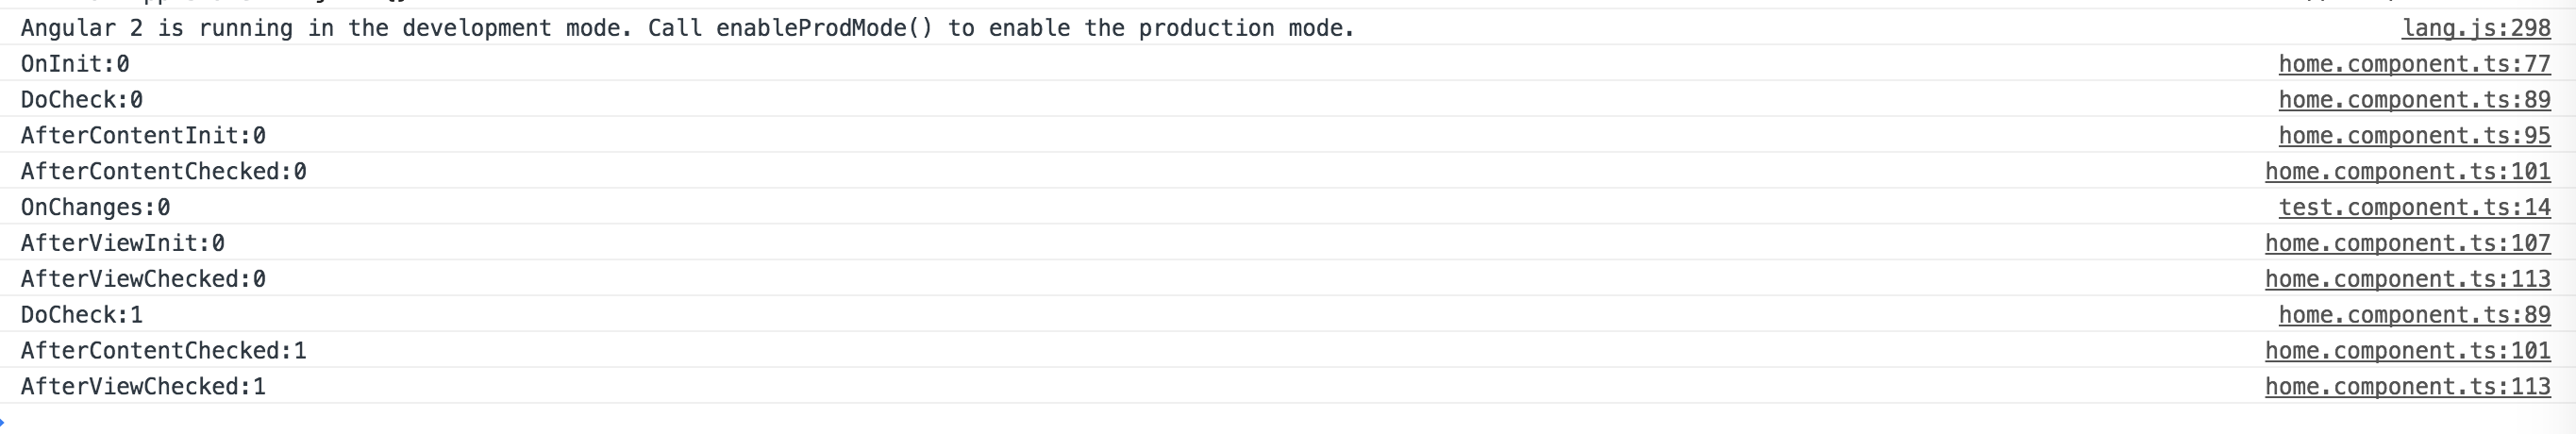 Angular 2 is running in the development mode. Call enableProdMode() to enable the production mode. lang.js:298
OnInit:0 home.component.ts:77
DoCheck:0 home.component.ts:89
AfterContentInit:0 home.component.ts:95
AfterContentChecked:0 home.component.ts:101
OnChanges:0 test.component.ts:14
AfterViewInit:0 home.component.ts:107
AfterViewChecked:0 home.component.ts:113
DoCheck:1 home.component.ts:89
AfterContentChecked:1 home.component.ts:101
AfterViewChecked:1 home.component.ts:113